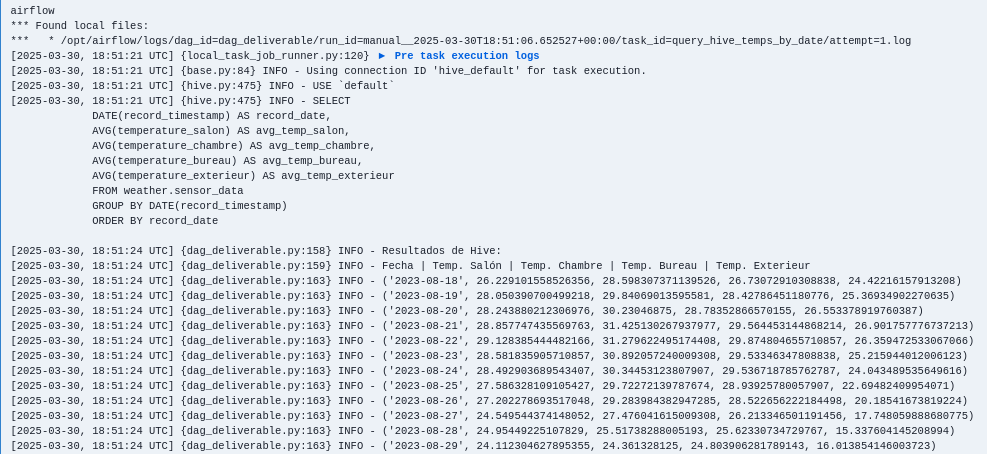 airflow
*** Found local files:
***   * /opt/airflow/logs/dag_id=dag_deliverable/run_id=manual__2025-03-30T18:51:06.652527+00:00/task_id=query_hive_temps_by_date/attempt=1.log
[2025-03-30, 18:51:21 UTC] {local_task_job_runner.py:120} ▶ Pre task execution logs
[2025-03-30, 18:51:21 UTC] {base.py:84} INFO - Using connection ID 'hive_default' for task execution.
[2025-03-30, 18:51:21 UTC] {hive.py:475} INFO - USE `default`
[2025-03-30, 18:51:21 UTC] {hive.py:475} INFO - SELECT
DATE(record_timestamp) AS record_date,
AVG(temperature_salon) AS avg_temp_salon,
AVG(temperature_chambre) AS avg_temp_chambre,
AVG(temperature_bureau) AS avg_temp_bureau,
AVG(temperature_exterieur) AS avg_temp_exterieur
FROM weather.sensor_data
GROUP BY DATE(record_timestamp)
ORDER BY record_date
[2025-03-30, 18:51:24 UTC] {dag_deliverable.py:158} INFO - Resultados de Hive:
[2025-03-30, 18:51:24 UTC] {dag_deliverable.py:159} INFO - Fecha | Temp. Salón | Temp. Chambre | Temp. Bureau | Temp. Exterieur
[2025-03-30, 18:51:24 UTC] {dag_deliverable.py:163} INFO - ('2023-08-18', 26.229101558526356, 28.598307371139526, 26.73072910308838, 24.42216157913208)
[2025-03-30, 18:51:24 UTC] {dag_deliverable.py:163} INFO - ('2023-08-19', 28.050390700499218, 29.84069013595581, 28.42786451180776, 25.36934902270635)
[2025-03-30, 18:51:24 UTC] {dag_deliverable.py:163} INFO - ('2023-08-20', 28.243880212306976, 30.23046875, 28.78352866570155, 26.553378919760387)
[2025-03-30, 18:51:24 UTC] {dag_deliverable.py:163} INFO - ('2023-08-21', 28.857747435569763, 31.425130267937977, 29.564453144868214, 26.901757776737213)
[2025-03-30, 18:51:24 UTC] {dag_deliverable.py:163} INFO - ('2023-08-22', 29.128385444482166, 31.279622495174408, 29.874804655710857, 26.359472533067066)
[2025-03-30, 18:51:24 UTC] {dag_deliverable.py:163} INFO - ('2023-08-23', 28.581835905710857, 30.892057240009308, 29.53346347808838, 25.215944012006123)
[2025-03-30, 18:51:24 UTC] {dag_deliverable.py:163} INFO - ('2023-08-24', 28.492903689543407, 30.34453123807907, 29.536718785762787, 24.043489535649616)
[2025-03-30, 18:51:24 UTC] {dag_deliverable.py:163} INFO - ('2023-08-25', 27.586328109105427, 29.72272139787674, 28.93925780057907, 22.69482409954071)
[2025-03-30, 18:51:24 UTC] {dag_deliverable.py:163} INFO - ('2023-08-26', 27.202278693517048, 29.283984382947285, 28.522656222184498, 20.18541673819224)
[2025-03-30, 18:51:24 UTC] {dag_deliverable.py:163} INFO - ('2023-08-27', 24.549544374148052, 27.476041615009308, 26.213346501191456, 17.748059888680775)
[2025-03-30, 18:51:24 UTC] {dag_deliverable.py:163} INFO - ('2023-08-28', 24.95449225107829, 25.51738288005193, 25.62330734729767, 15.337604145208994)
[2025-03-30, 18:51:24 UTC] {dag_deliverable.py:163} INFO - ('2023-08-29', 24.112304627895355, 24.361328125, 24.803906281789143, 16.013854146003723)